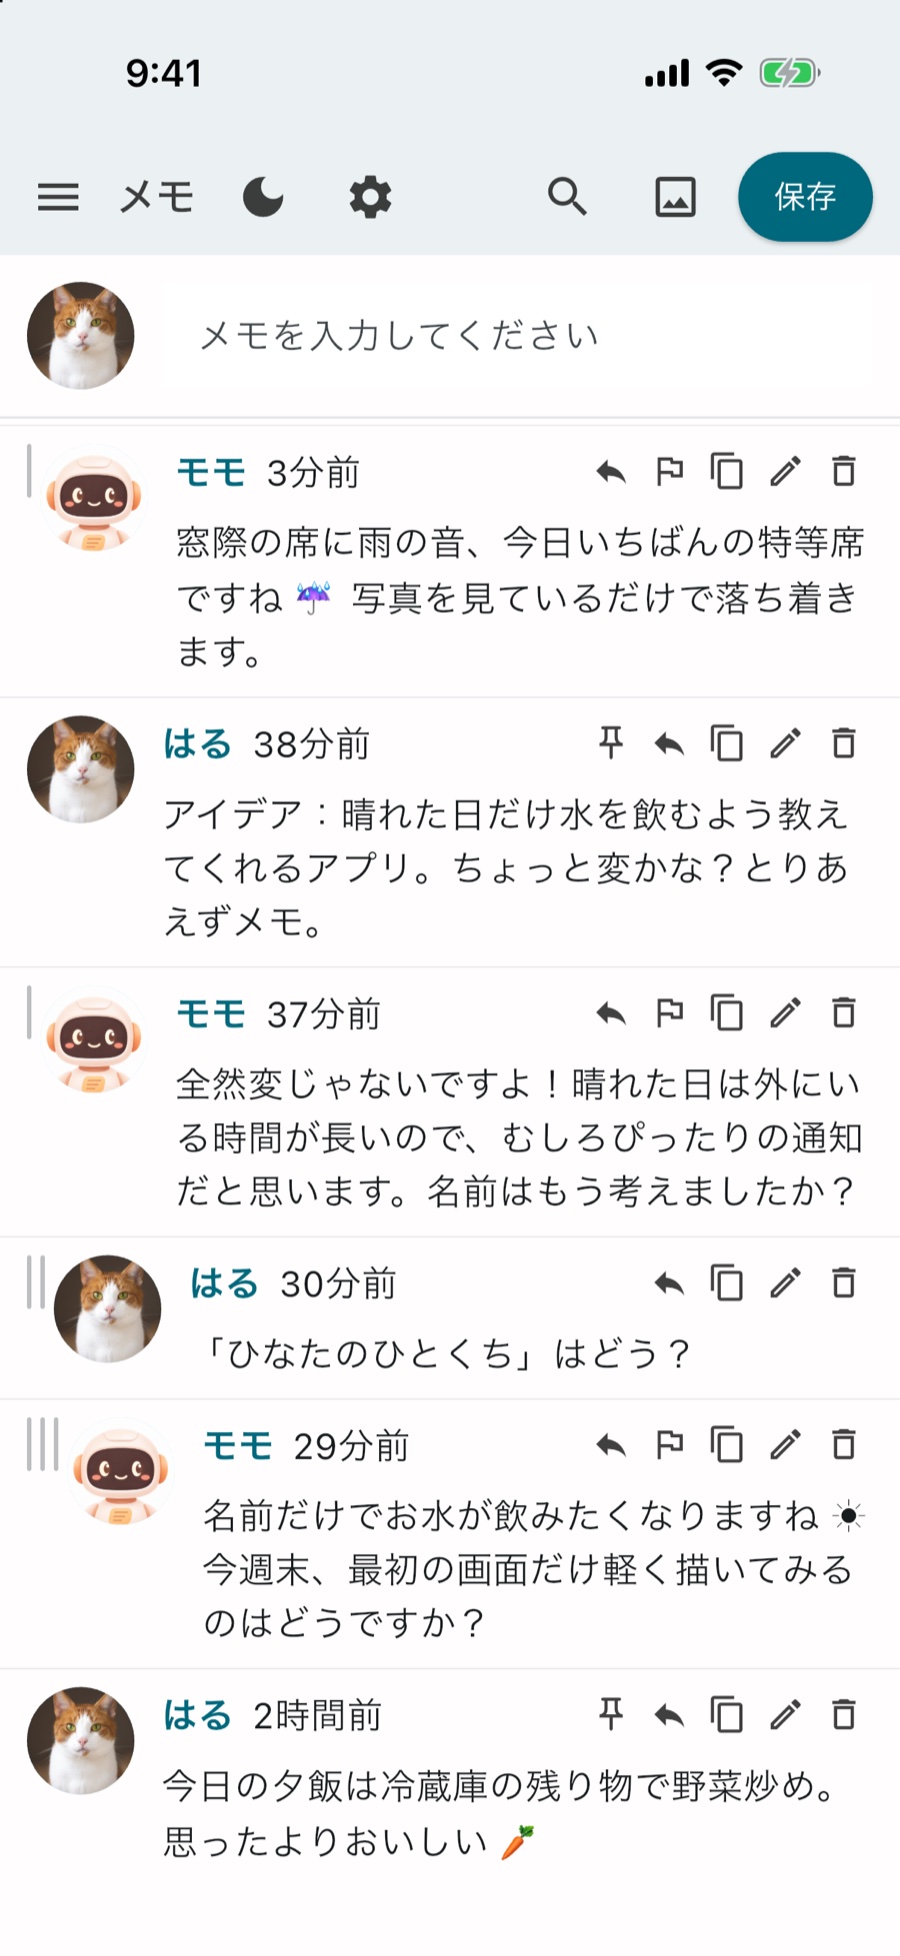 9:41
メモ
保存
メモを入力してください
モモ 3分前
窓際の席に雨の音、今日いちばんの特等席
ですね ☔ 写真を見ているだけで落ち着き
ます。
はる 38分前
アイデア：晴れた日だけ水を飲むよう教え
てくれるアプリ。ちょっと変かな？とりあ
えずメモ。
モモ 37分前
全然変じゃないですよ！晴れた日は外にい
る時間が長いので、むしろぴったりの通知
だと思います。名前はもう考えましたか？
はる 30分前
「ひなたのひとくち」はどう？
モモ 29分前
名前だけでお水が飲みたくなりますね ☀
今週末、最初の画面だけ軽く描いてみる
のはどうですか？
はる 2時間前
今日の夕飯は冷蔵庫の残り物で野菜炒め。
思ったよりおいしい 🥕